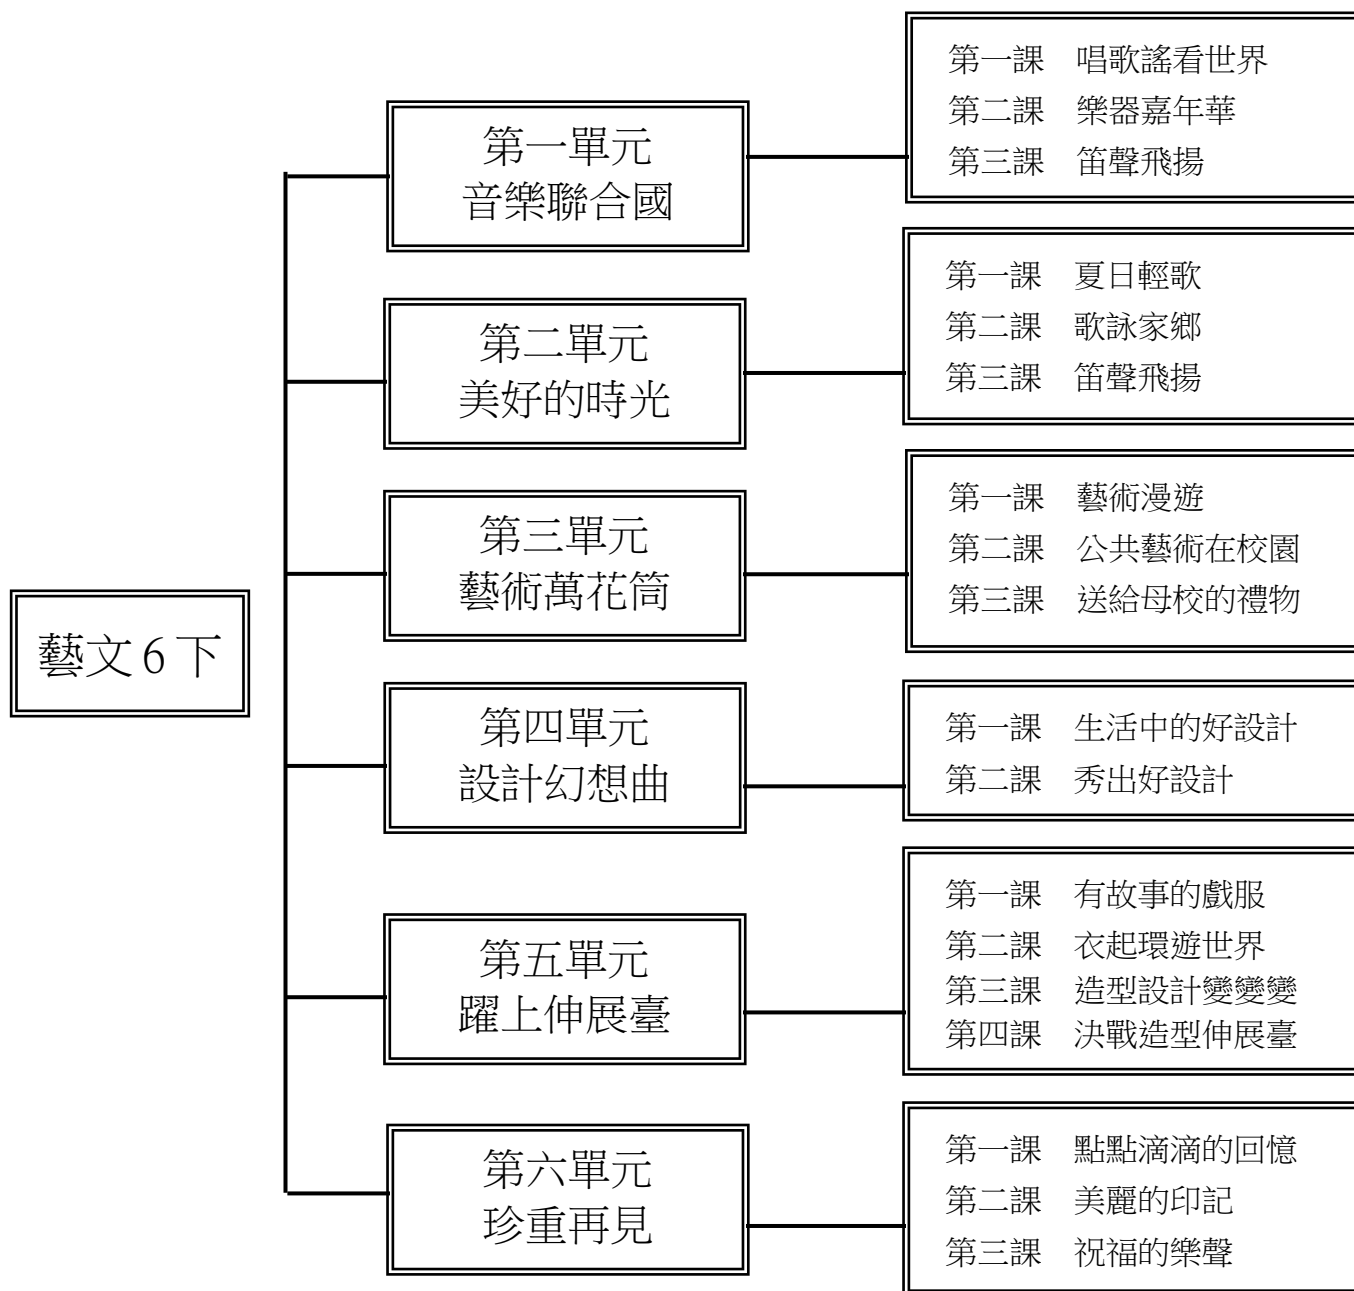 藝文6下
第一單元
音樂聯合國
第一課　唱歌謠看世界
第二課　樂器嘉年華
第三課　笛聲飛揚
第二單元
美好的時光
第一課　夏日輕歌
第二課　歌詠家鄉
第三課　笛聲飛揚
第三單元
藝術萬花筒
第一課　藝術漫遊
第二課　公共藝術在校園
第三課　送給母校的禮物
第四單元
設計幻想曲
第一課　生活中的好設計
第二課　秀出好設計
第五單元
躍上伸展臺
第一課　有故事的戲服
第二課　衣起環遊世界
第三課　造型設計變變變
第四課　決戰造型伸展臺
第六單元
珍重再見
第一課　點點滴滴的回憶
第二課　美麗的印記
第三課　祝福的樂聲